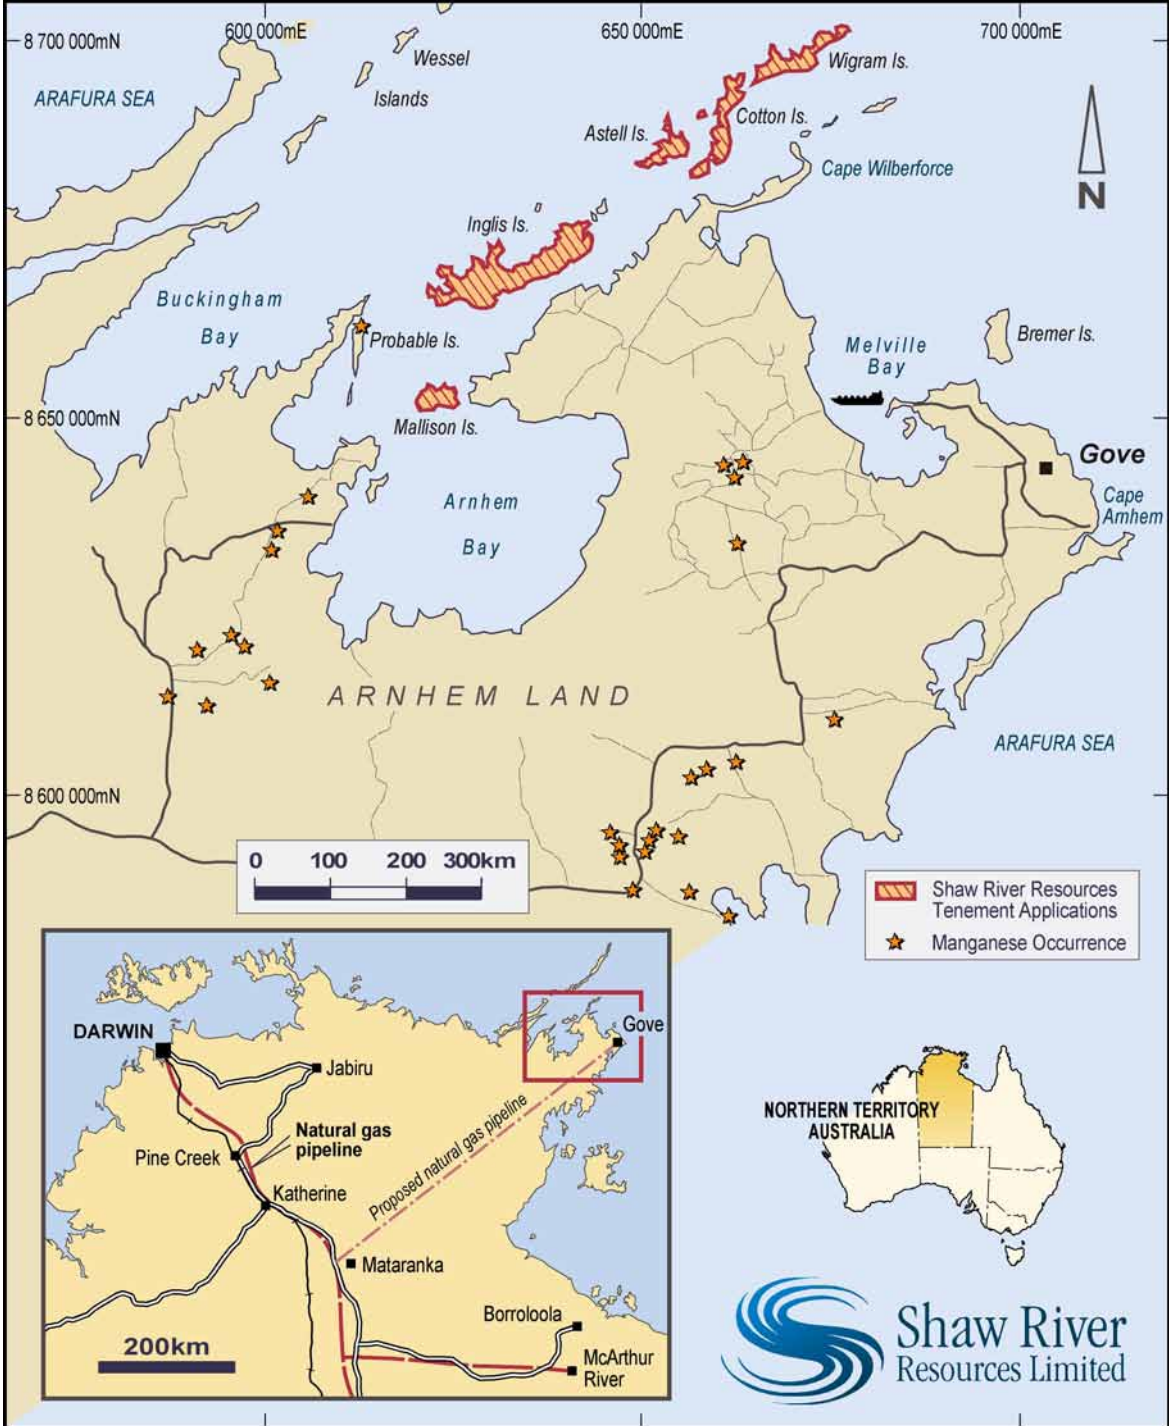 600 000mE
650 000mE
700 000mE
8 700 000mN
Wessel
Islands
Wigram Is.
ARAFURA SEA
Cotton Is.
Astell Is.
Cape Wilberforce
N
Inglis Is.
Buckingham
Bay
Probable Is.
Bremer Is.
Melville
Bay
8 650 000mN
Mallison Is.
Gove
Arnhem
Bay
Cape
Arnhem
ARNHEM LAND
ARAFURA SEA
8 600 000mN
0 100 200 300km
Shaw River Resources
Tenement Applications
Manganese Occurrence
DARWIN
Gove
Jabiru
Natural gas
pipeline
Proposed natural gas pipeline
Pine Creek
Katherine
Mataranka
Borroloola
McArthur
River
200km
NORTHERN TERRITORY
AUSTRALIA
Shaw River
Resources Limited